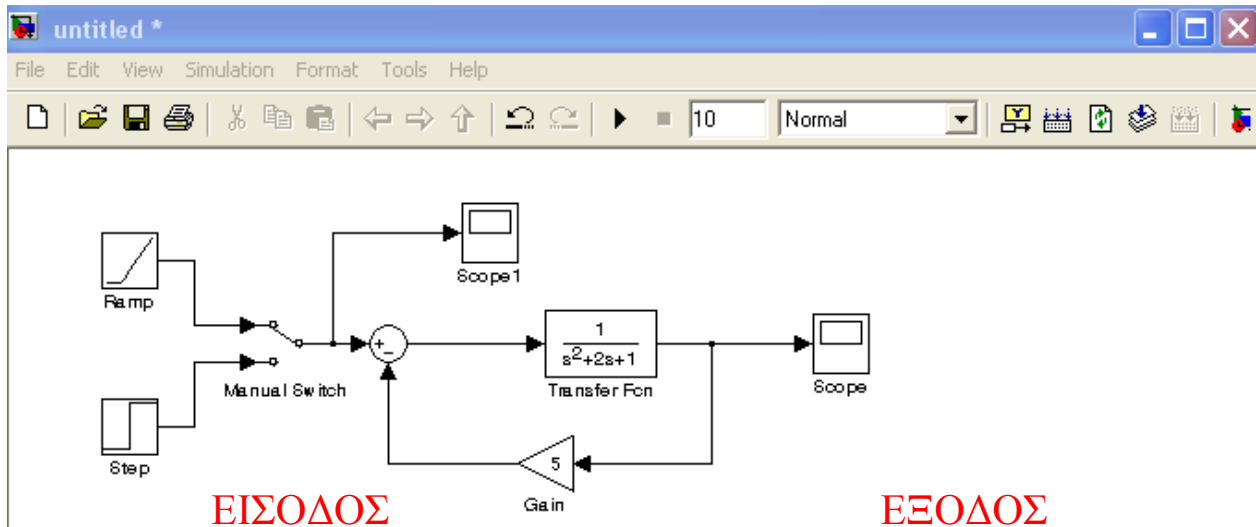 untitled *
File Edit View Simulation Format Tools Help
10 Normal
Scope1
Ramp
1
s²+2s+1
Manual Switch
Transfer Fcn
Scope
Step
5
Gain
ΕΙΣΟΔΟΣ ΕΞΟΔΟΣ